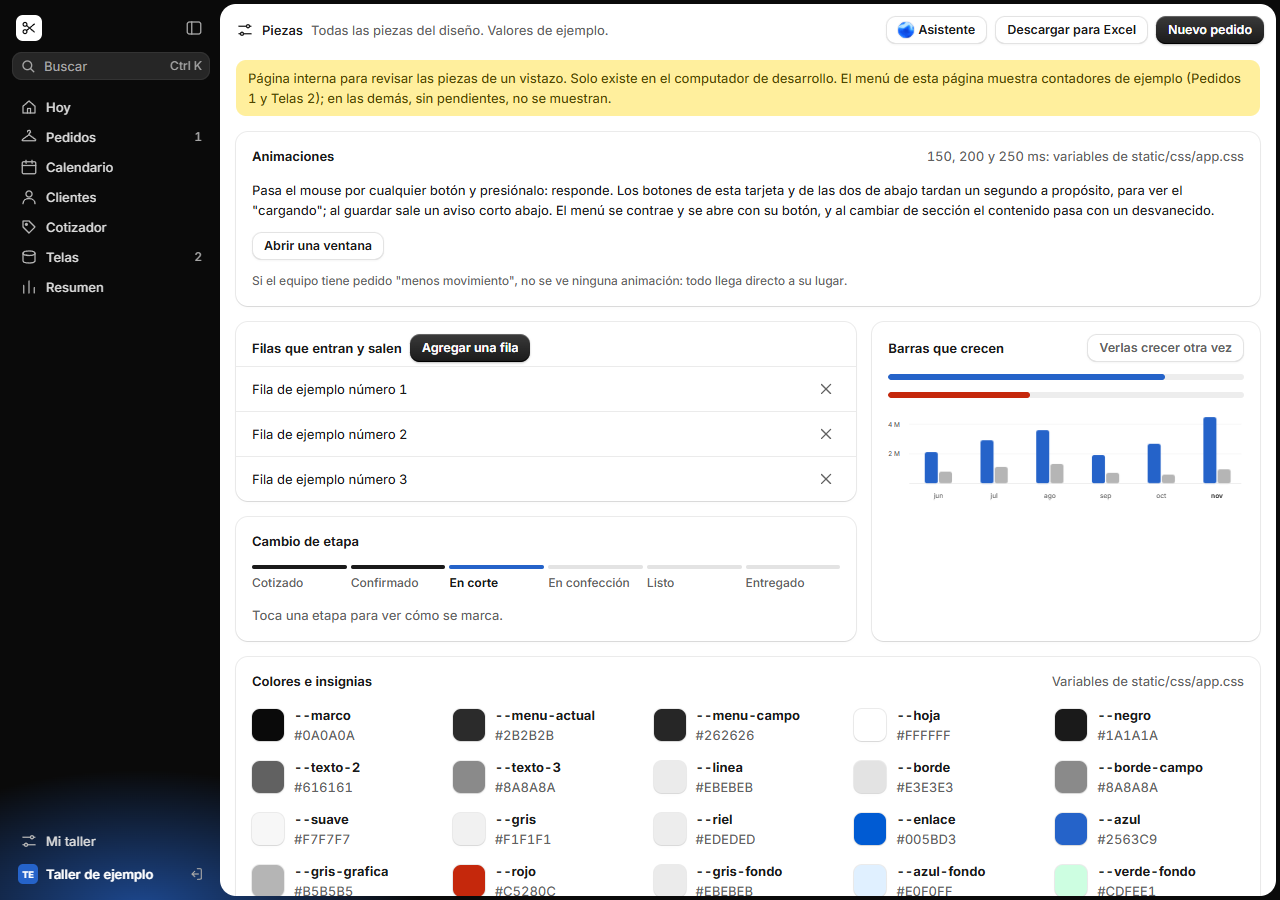 Buscar
Ctrl K
Hoy
Pedidos
1
Calendario
Clientes
Cotizador
Telas
2
Resumen
Mi taller
TE
Taller de ejemplo
Piezas
Todas las piezas del diseño. Valores de ejemplo.
Asistente
Descargar para Excel
Nuevo pedido
Página interna para revisar las piezas de un vistazo. Solo existe en el computador de desarrollo. El menú de esta página muestra contadores de ejemplo (Pedidos
1 y Telas 2); en las demás, sin pendientes, no se muestran.
Animaciones
150, 200 y 250 ms: variables de static/css/app.css
Pasa el mouse por cualquier botón y presiónalo: responde. Los botones de esta tarjeta y de las dos de abajo tardan un segundo a propósito, para ver el
"cargando"; al guardar sale un aviso corto abajo. El menú se contrae y se abre con su botón, y al cambiar de sección el contenido pasa con un desvanecido.
Abrir una ventana
Si el equipo tiene pedido "menos movimiento", no se ve ninguna animación: todo llega directo a su lugar.
Filas que entran y salen
Agregar una fila
Fila de ejemplo número 1
Fila de ejemplo número 2
Fila de ejemplo número 3
Barras que crecen
Verlas crecer otra vez
4 M
2 M
jun
jul
ago
sep
oct
nov
Cambio de etapa
Cotizado
Confirmado
En corte
En confección
Listo
Entregado
Toca una etapa para ver cómo se marca.
Colores e insignias
Variables de static/css/app.css
--marco
#0A0A0A
--menu-actual
#2B2B2B
--menu-campo
#262626
--hoja
#FFFFFF
--negro
#1A1A1A
--texto-2
#616161
--texto-3
#8A8A8A
--linea
#EBEBEB
--borde
#E3E3E3
--borde-campo
#8A8A8A
--suave
#F7F7F7
--gris
#F1F1F1
--riel
#EDEDED
--enlace
#005BD3
--azul
#2563C9
--gris-grafica
#B5B5B5
--rojo
#C5280C
--gris-fondo
#EBEBEB
--azul-fondo
#E0F0FF
--verde-fondo
#CDFEE1